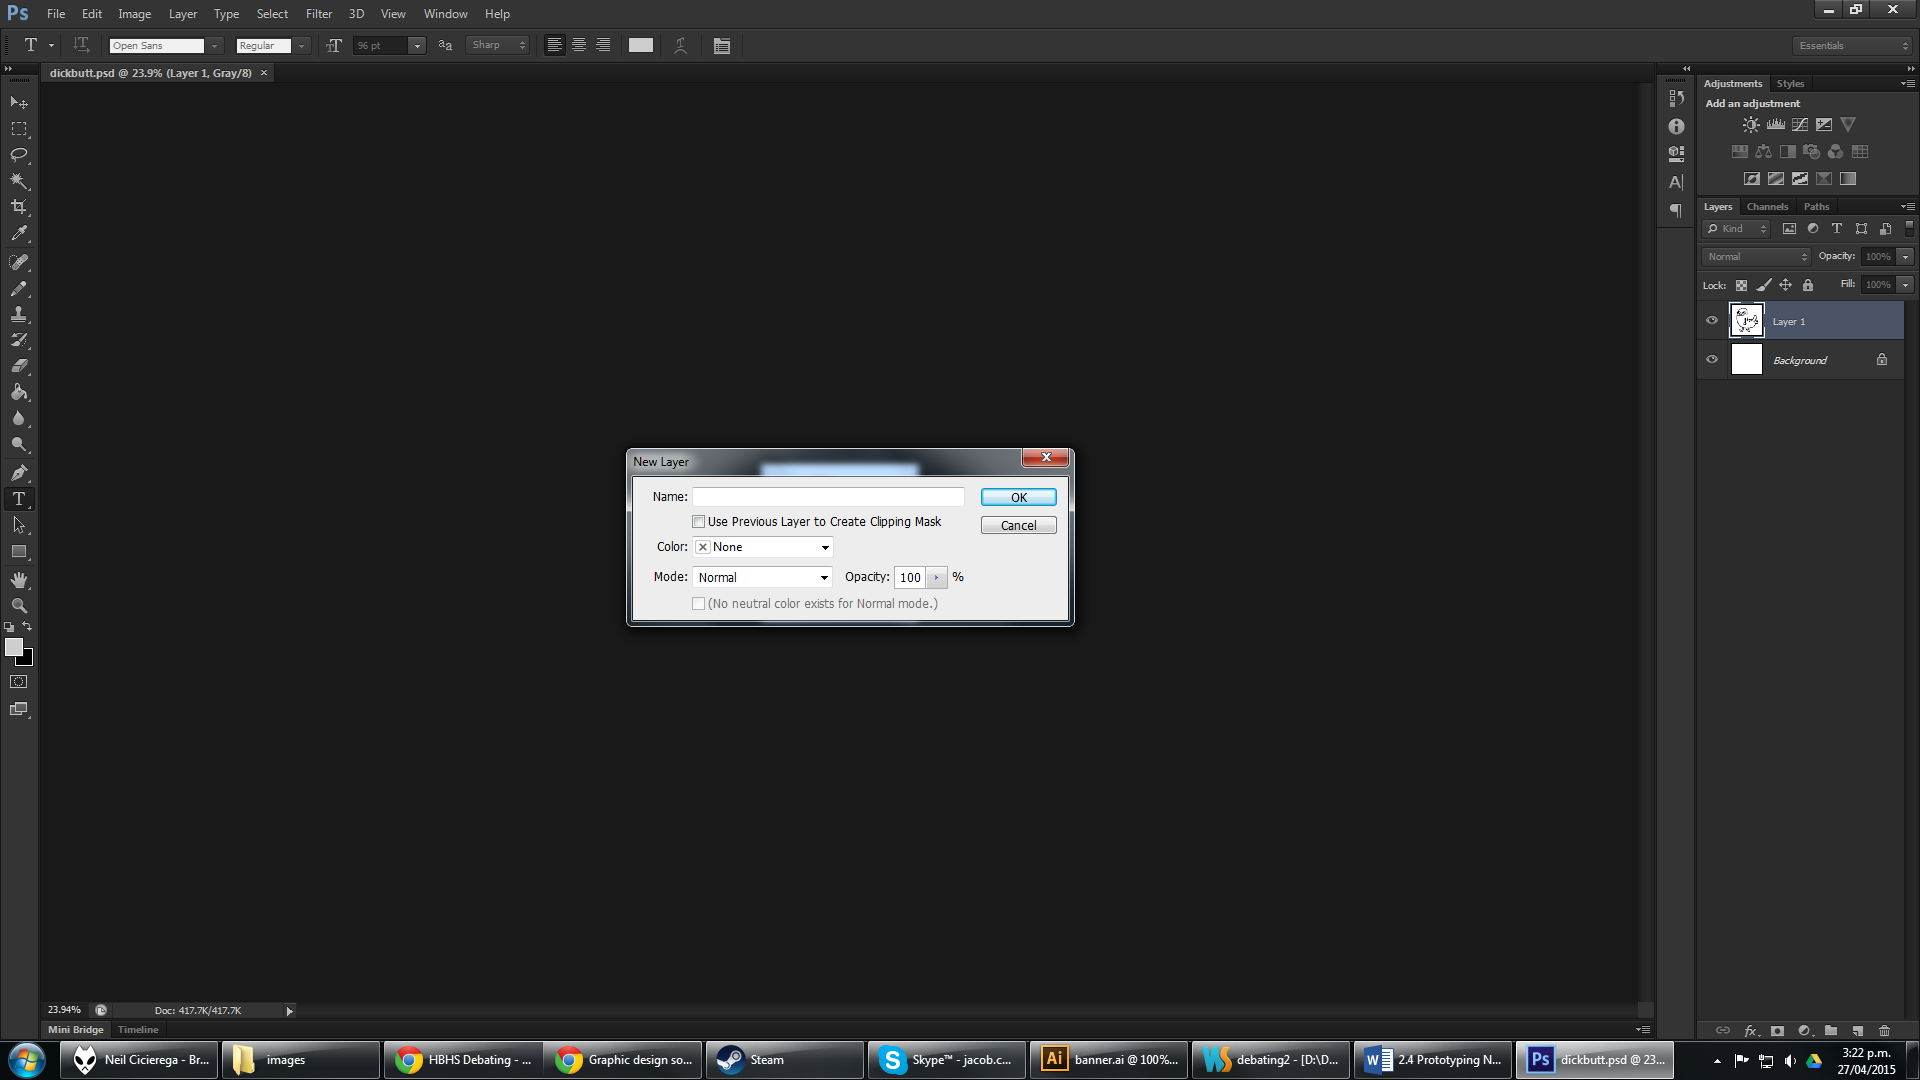 Ps File Edit Image Layer Type Select Filter 3D View Window Help
T Open Sans Regular 96 pt Sharp Essentials
dickbutt.psd @ 23.9% (Layer 1, Gray/8)
Adjustments Styles
Add an adjustment
Layers Channels Paths
Kind
Normal Opacity: 100%
Lock: Fill: 100%
Layer 1
Background
New Layer
Name: OK
Use Previous Layer to Create Clipping Mask Cancel
Color: None
Mode: Normal Opacity: 100 %
(No neutral color exists for Normal mode.)
23.94% Doc: 417.7K/417.7K
Mini Bridge Timeline
Neil Cicierega - Br... images HBHS Debating - ... Graphic design so... Steam Skype™ - jacob.c... Ai banner.ai @ 100%... WS debating2 - [D:\D... W 2.4 Prototyping N... Ps dickbutt.psd @ 23...
3:22 p.m.
27/04/2015